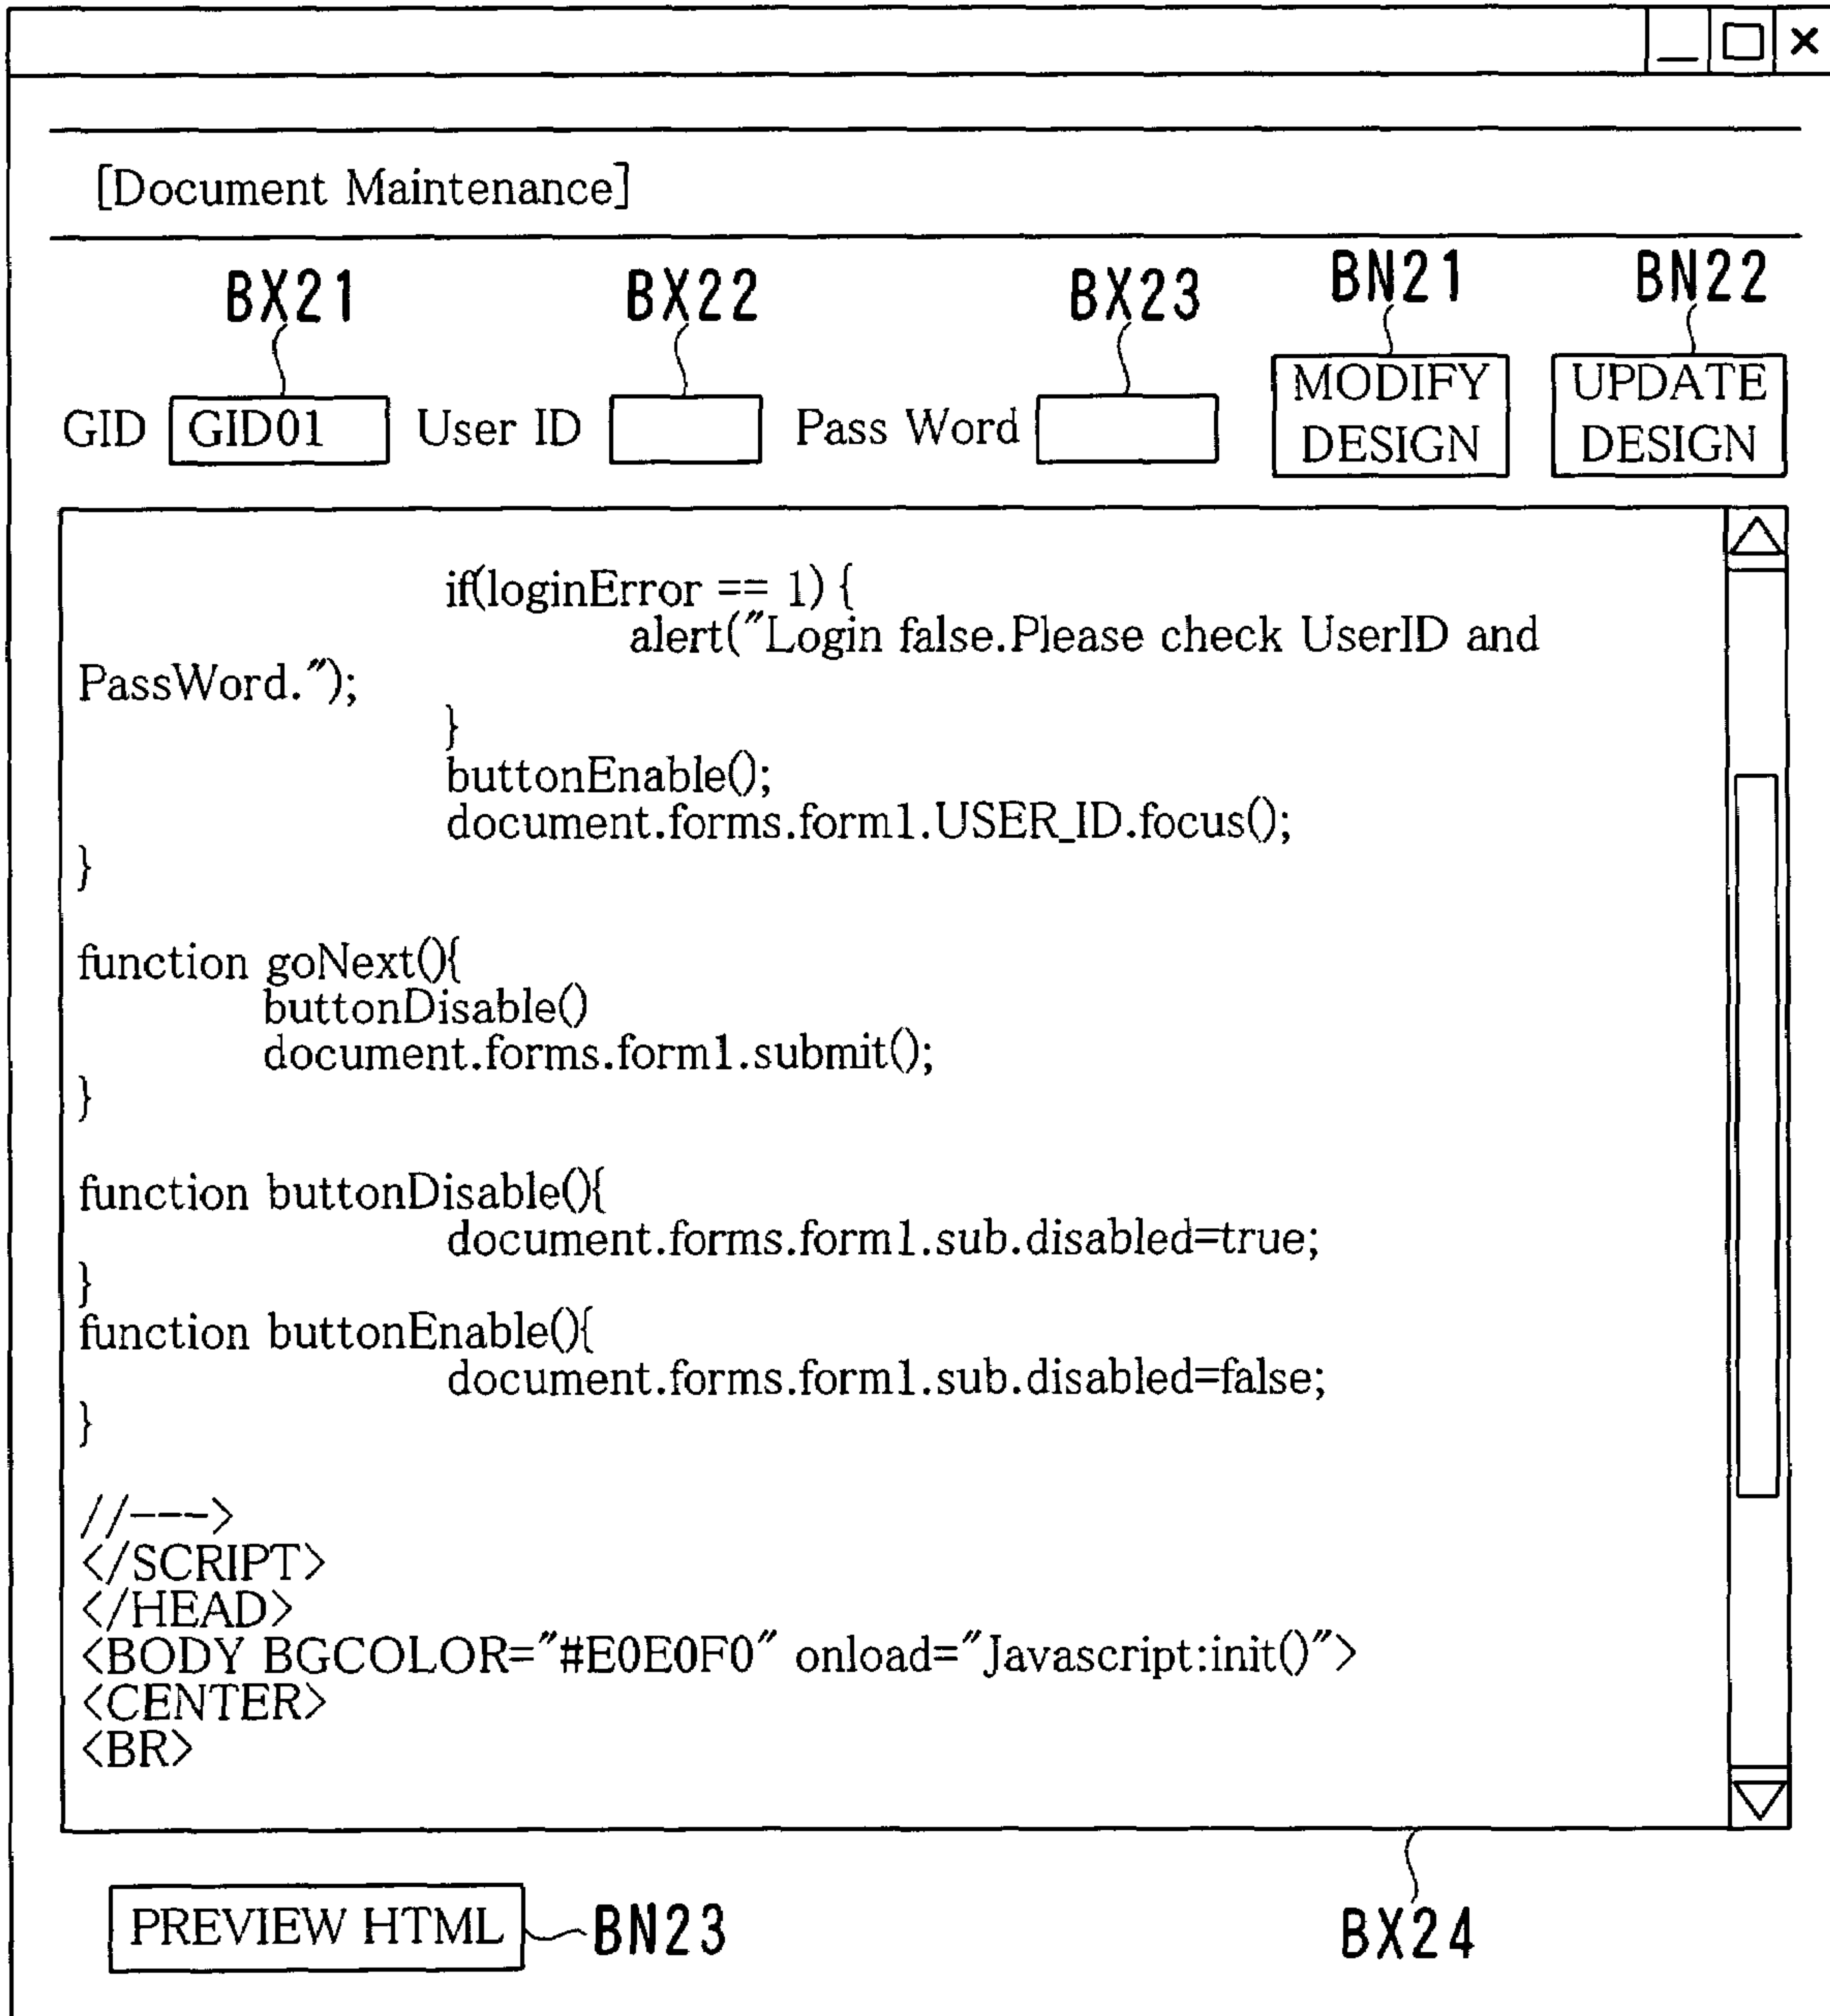 [Document Maintenance]
BX21 BX22 BX23 BN21 BN22
GID GID01 User ID Pass Word MODIFY DESIGN UPDATE DESIGN
if(loginError == 1) {
alert("Login false.Please check UserID and
PassWord.");
}
buttonEnable();
document.forms.form1.USER_ID.focus();
}
function goNext(){
buttonDisable()
document.forms.form1.submit();
}
function buttonDisable(){
document.forms.form1.sub.disabled=true;
}
function buttonEnable(){
document.forms.form1.sub.disabled=false;
}
//--->
</SCRIPT>
</HEAD>
<BODY BGCOLOR="#E0E0F0" onload="Javascript:init()">
<CENTER>
<BR>
PREVIEW HTML BN23 BX24